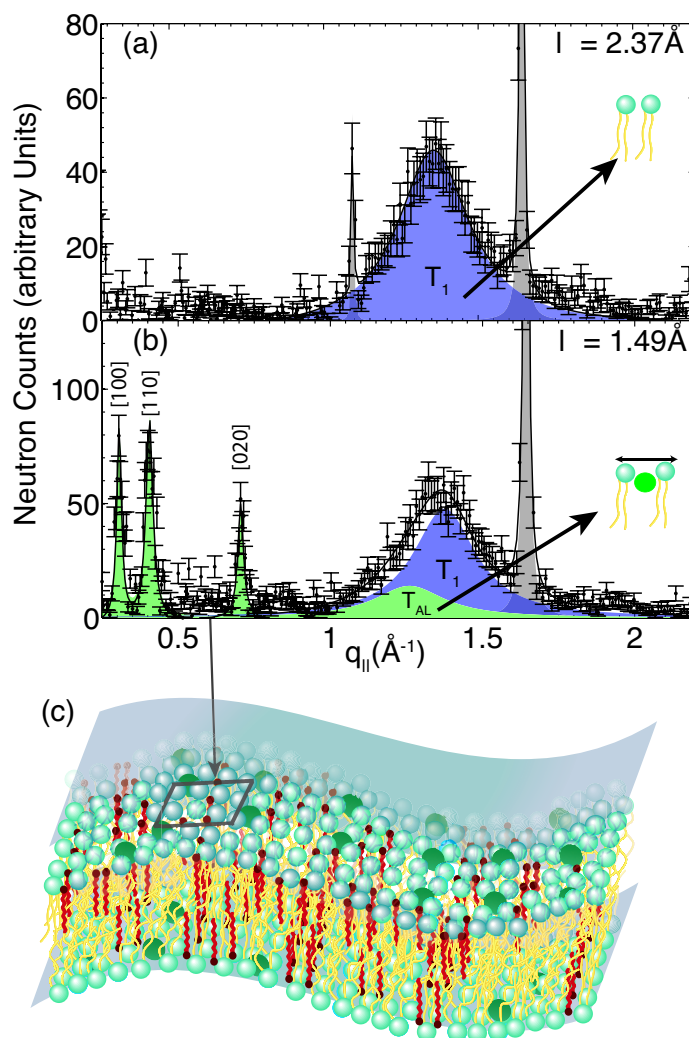 (a)
l = 2.37Å
80
60
40
20
0
T1
(b)
l = 1.49Å
[100]
[110]
[020]
100
50
0
T1
TAL
0.5
1
1.5
2
q||(Å-1)
Neutron Counts (arbitrary Units)
(c)